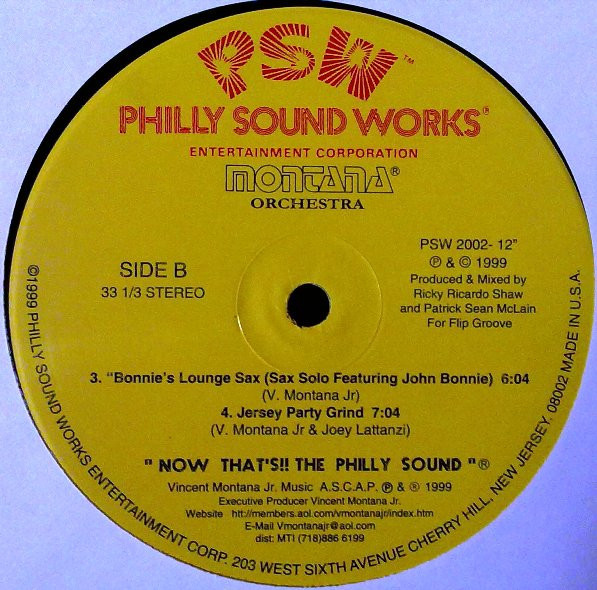 PSW™
PHILLY SOUND WORKS®
ENTERTAINMENT CORPORATION
MONTANA®
ORCHESTRA
SIDE B
33 1/3 STEREO
PSW 2002- 12"
℗ & © 1999
Produced & Mixed by
Ricky Ricardo Shaw
and Patrick Sean McLain
For Flip Groove
3. "Bonnie's Lounge Sax (Sax Solo Featuring John Bonnie) 6:04
(V. Montana Jr)
4. Jersey Party Grind 7:04
(V. Montana Jr & Joey Lattanzi)
" NOW THAT'S!! THE PHILLY SOUND "®
Vincent Montana Jr. Music A.S.C.A.P. ℗ & ® 1999
Executive Producer Vincent Montana Jr.
Website htt://members.aol.com/vmontanajr/index.htm
E-Mail Vmontanajr@aol.com
dist: MTI (718)886 6199
©1999 PHILLY SOUND WORKS ENTERTAINMENT CORP. 203 WEST SIXTH AVENUE CHERRY HILL, NEW JERSEY. 08002 MADE IN U.S.A.